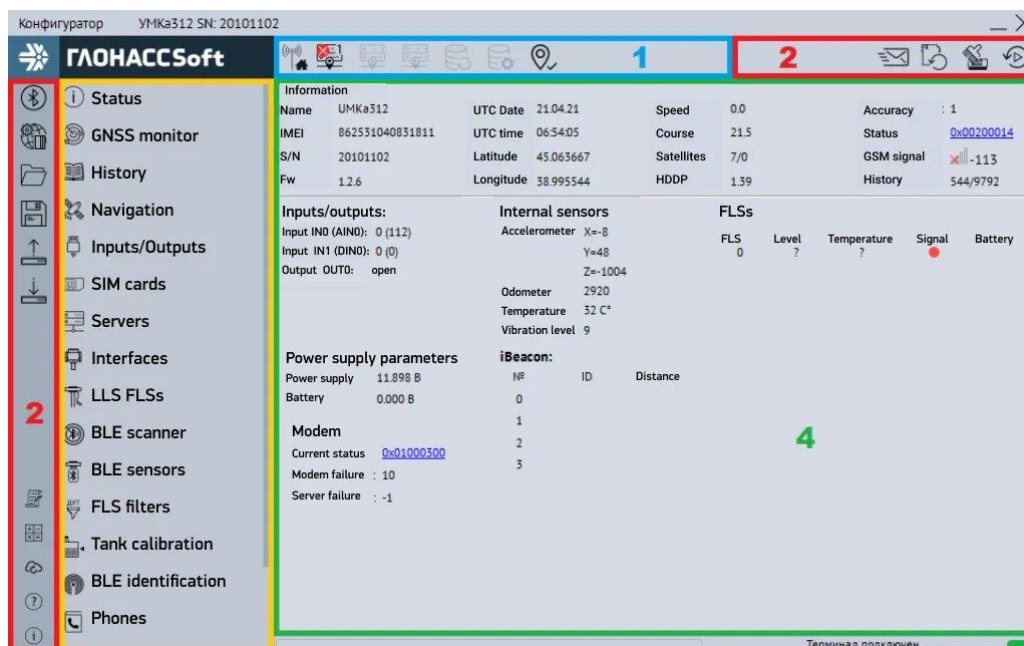 Конфигуратор УМКа312 SN: 20101102
ГЛОНАССSoft
1
2
2
4
Status
GNSS monitor
History
Navigation
Inputs/Outputs
SIM cards
Servers
Interfaces
LLS FLSs
BLE scanner
BLE sensors
FLS filters
Tank calibration
BLE identification
Phones
Information
Name UMKa312 UTC Date 21.04.21 Speed 0.0 Accuracy : 1
IMEI 862531040831811 UTC time 06:54:05 Course 21.5 Status 0x00200014
S/N 20101102 Latitude 45.063667 Satellites 7/0 GSM signal -113
Fw 1.2.6 Longitude 38.995544 HDDP 1.39 History 544/9792
Inputs/outputs:
Input IN0 (AIN0): 0 (112)
Input IN1 (DIN0): 0 (0)
Output OUT0: open
Internal sensors
Accelerometer X=-8
Y=48
Z=-1004
Odometer 2920
Temperature 32 C°
Vibration level 9
FLSs
FLS Level Temperature Signal Battery
0 ? ?
Power supply parameters
Power supply 11.898 В
Battery 0.000 В
iBeacon:
№ ID Distance
0
1
2
3
Modem
Current status 0x01000300
Modem failure : 10
Server failure : -1
Терминал подключен